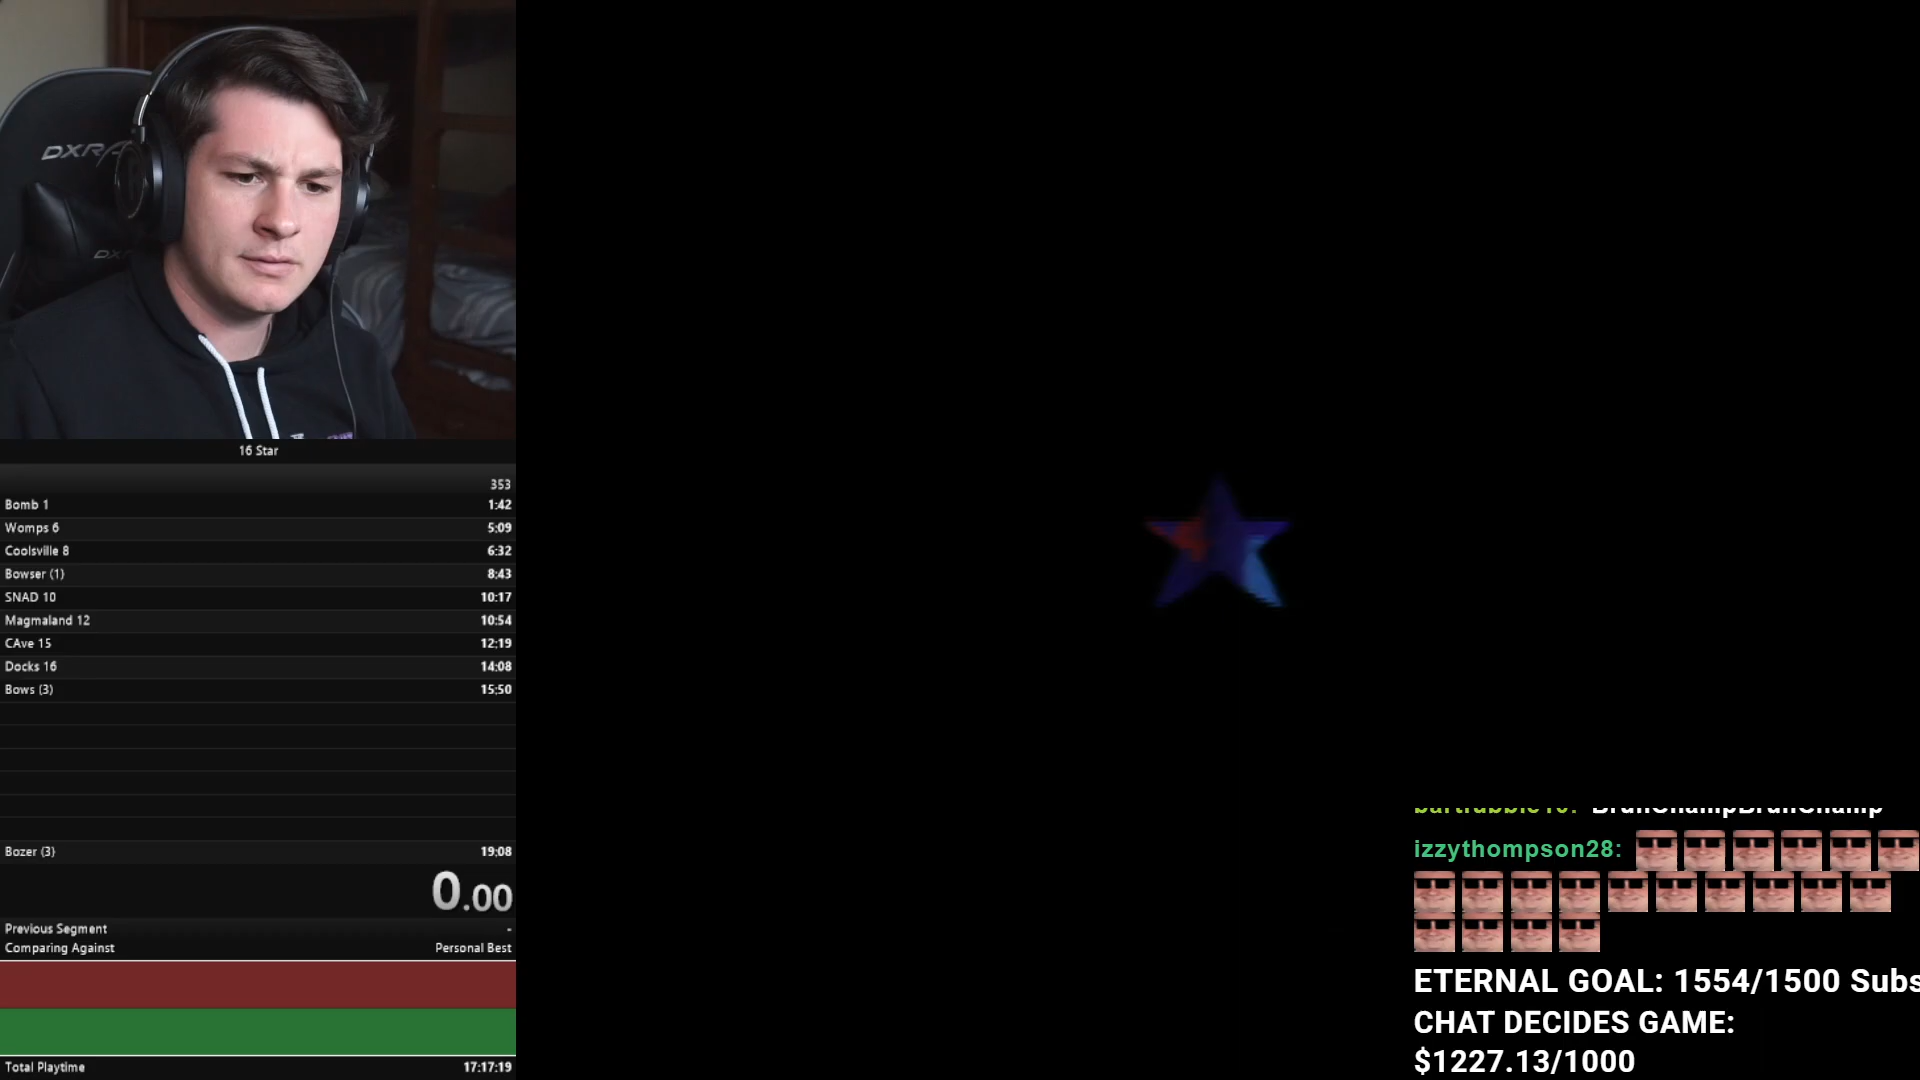 DXRA
DXR
16 Star
353
Bomb 1 1:42
Womps 6 5:09
Coolsville 8 6:32
Bowser (1) 8:43
SNAD 10 10:17
Magmaland 12 10:54
CAve 15 12:19
Docks 16 14:08
Bows (3) 15:50
Bozer (3) 19:08
0.00
Previous Segment -
Comparing Against Personal Best
Total Playtime 17:17:19
izzythompson28:
ETERNAL GOAL: 1554/1500 Subs
CHAT DECIDES GAME:
$1227.13/1000